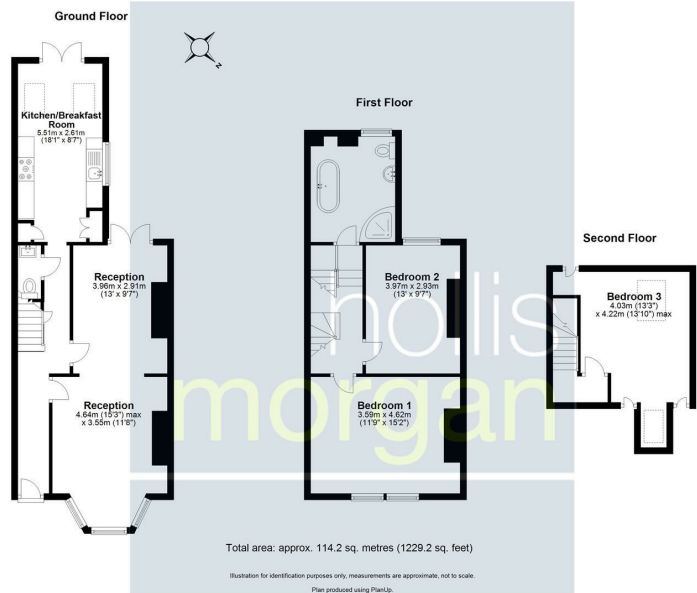 Ground Floor
Kitchen/Breakfast
Room
5.51m x 2.61m
(18'1" x 8'7")
Reception
3.96m x 2.91m
(13' x 9'7")
Reception
4.64m (15'3") max
x 3.55m (11'8")
N
First Floor
Bedroom 2
3.97m x 2.93m
(13' x 9'7")
Bedroom 1
3.59m x 4.62m
(11'9" x 15'2")
Second Floor
Bedroom 3
4.03m (13'3")
x 4.22m (13'10") max
hollis
morgan
Total area: approx. 114.2 sq. metres (1229.2 sq. feet)
Illustration for identification purposes only, measurements are approximate, not to scale.
Plan produced using PlanUp.